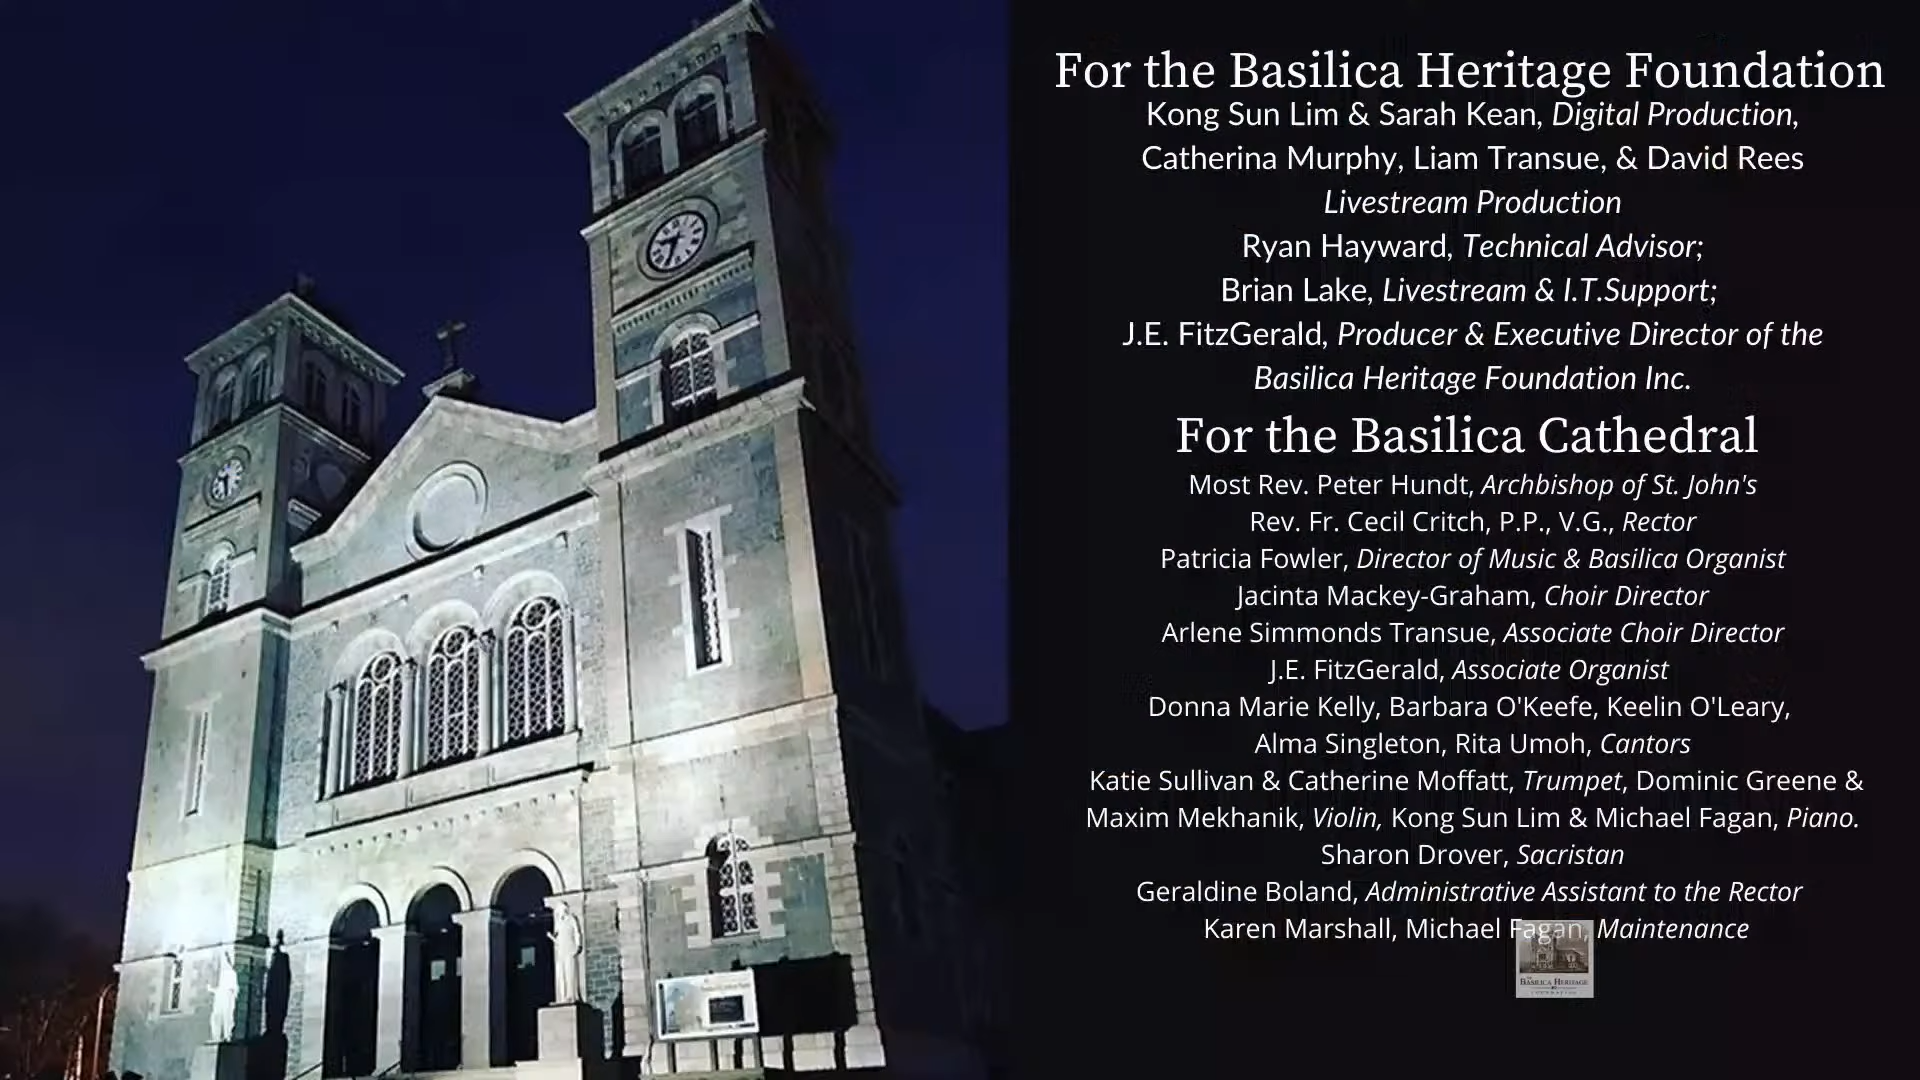 For the Basilica Heritage Foundation
Kong Sun Lim & Sarah Kean, Digital Production,
Catherina Murphy, Liam Transue, & David Rees
Livestream Production
Ryan Hayward, Technical Advisor;
Brian Lake, Livestream & I.T.Support;
J.E. FitzGerald, Producer & Executive Director of the
Basilica Heritage Foundation Inc.
For the Basilica Cathedral
Most Rev. Peter Hundt, Archbishop of St. John's
Rev. Fr. Cecil Critch, P.P., V.G., Rector
Patricia Fowler, Director of Music & Basilica Organist
Jacinta Mackey-Graham, Choir Director
Arlene Simmonds Transue, Associate Choir Director
J.E. FitzGerald, Associate Organist
Donna Marie Kelly, Barbara O'Keefe, Keelin O'Leary,
Alma Singleton, Rita Umoh, Cantors
Katie Sullivan & Catherine Moffatt, Trumpet, Dominic Greene &
Maxim Mekhanik, Violin, Kong Sun Lim & Michael Fagan, Piano.
Sharon Drover, Sacristan
Geraldine Boland, Administrative Assistant to the Rector
Karen Marshall, Michael Fagan, Maintenance
BASILICA HERITAGE